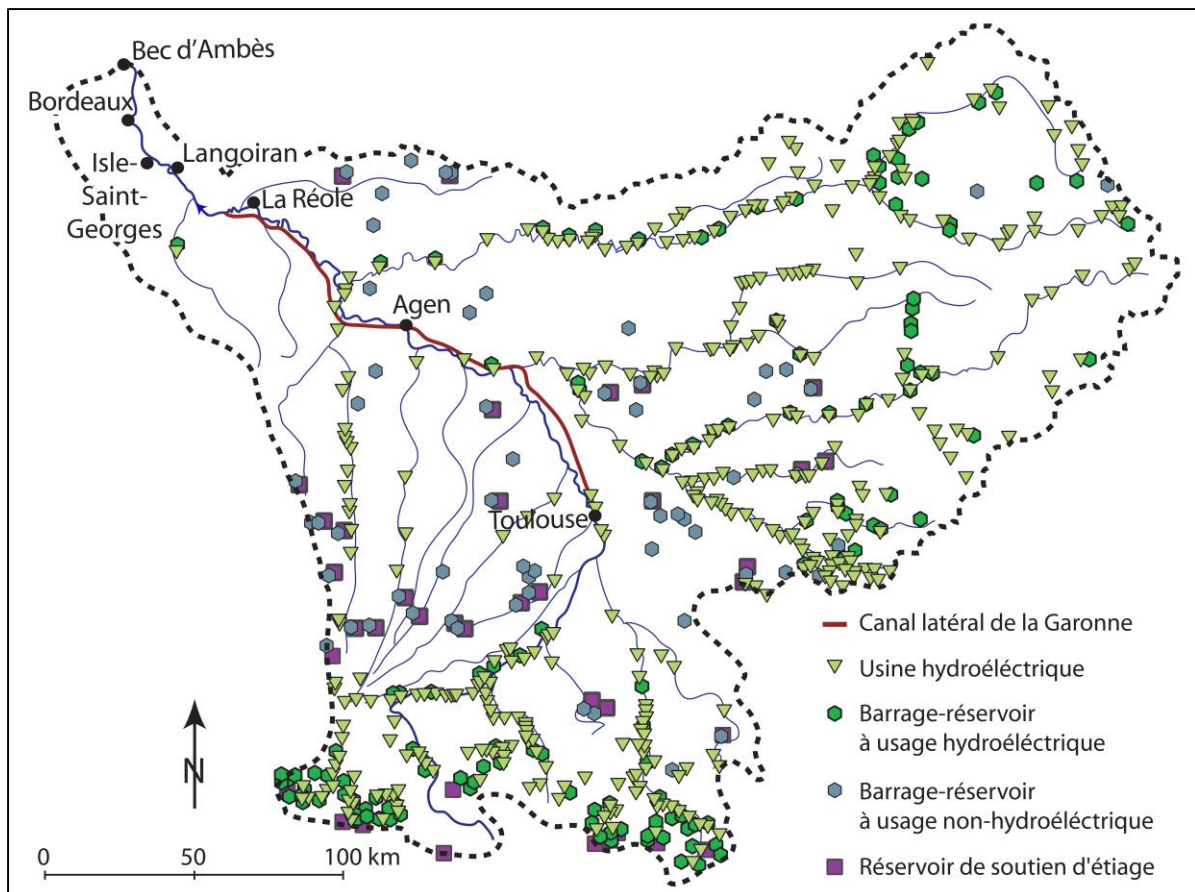 Bec d'Ambès
Bordeaux
Isle-
Saint-
Georges
Langoiran
La Réole
Agen
Toulouse
Canal latéral de la Garonne
Usine hydroéléctrique
Barrage-réservoir
à usage hydroéléctrique
Barrage-réservoir
à usage non-hydroéléctrique
Réservoir de soutien d'étiage
N
0 50 100 km